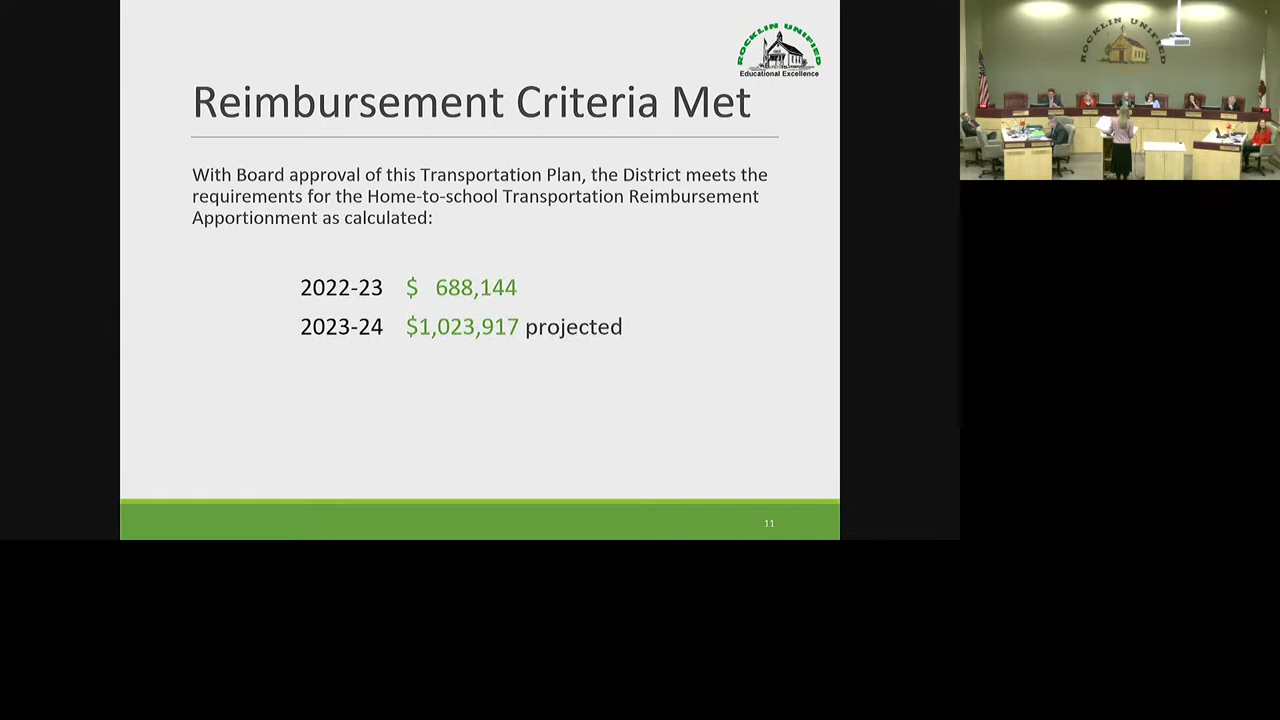 ROCKLIN UNIFIED
Educational Excellence
Reimbursement Criteria Met
With Board approval of this Transportation Plan, the District meets the
requirements for the Home-to-school Transportation Reimbursement
Apportionment as calculated:
2022-23 $ 688,144
2023-24 $1,023,917 projected
11
ROCKLIN UNIFIED